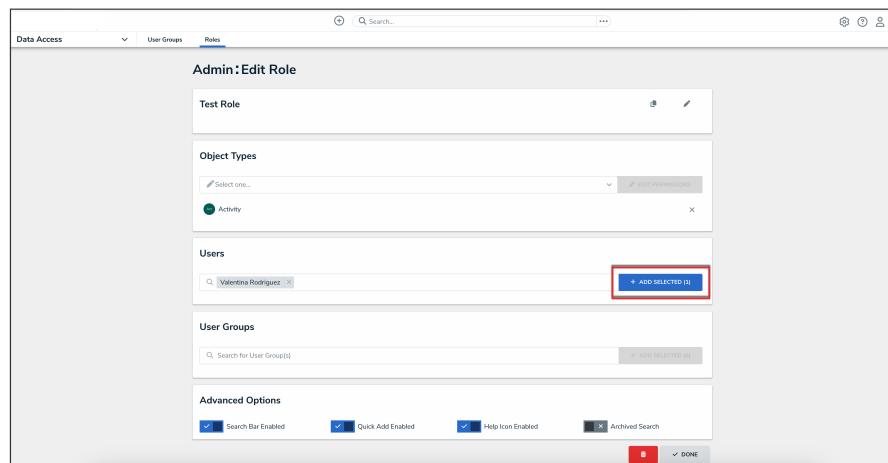 Search...
Data Access
User Groups
Roles
Admin:Edit Role
Test Role
Object Types
Select one...
EDIT PERMISSIONS
Activity
Users
Valentina Rodriguez
+ ADD SELECTED (1)
User Groups
Search for User Group(s)
+ ADD SELECTED (0)
Advanced Options
Search Bar Enabled
Quick Add Enabled
Help Icon Enabled
Archived Search
DONE